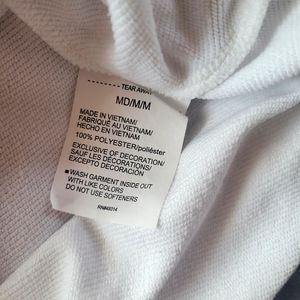 TEAR AWAY
MD/M/M
MADE IN VIETNAM/
FABRIQUÉ AU VIETNAM/
HECHO EN VIETNAM
100% POLYESTER/poliéster
EXCLUSIVE OF DECORATION/
SAUF LES DÉCORATIONS/
EXCEPTO DECORACIÓN
■WASH GARMENT INSIDE OUT
WITH LIKE COLORS
DO NOT USE SOFTENERS